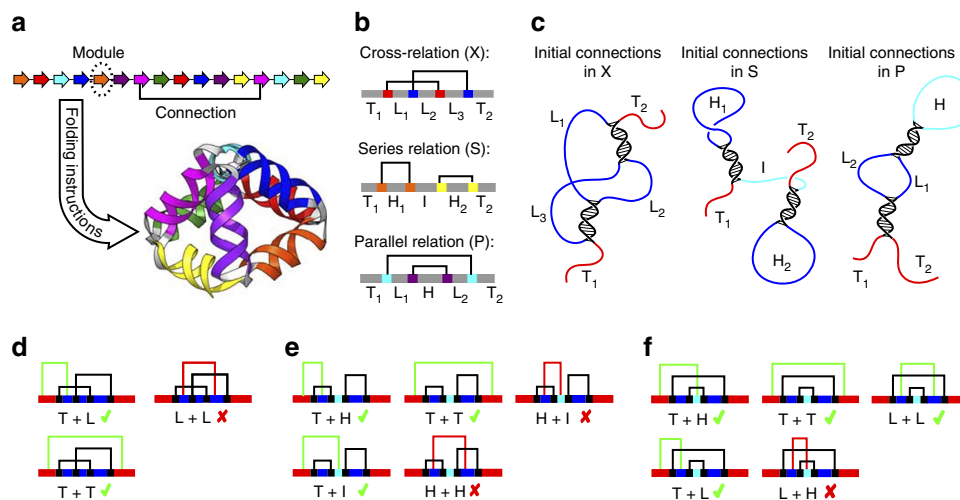 a
Module
Connection
Folding instructions
b
Cross-relation (X):
T1 L1 L2 L3 T2
Series relation (S):
T1 H1 I H2 T2
Parallel relation (P):
T1 L1 H L2 T2
c
Initial connections in X
L1
T2
L3
L2
T1
Initial connections in S
H1
T2
I
T1
H2
Initial connections in P
H
L2
L1
T1
T2
d
T + L ✓
L + L ✗
T + T ✓
e
T + H ✓
T + T ✓
H + I ✗
T + I ✓
H + H ✗
f
T + H ✓
T + T ✓
L + L ✓
T + L ✓
L + H ✗